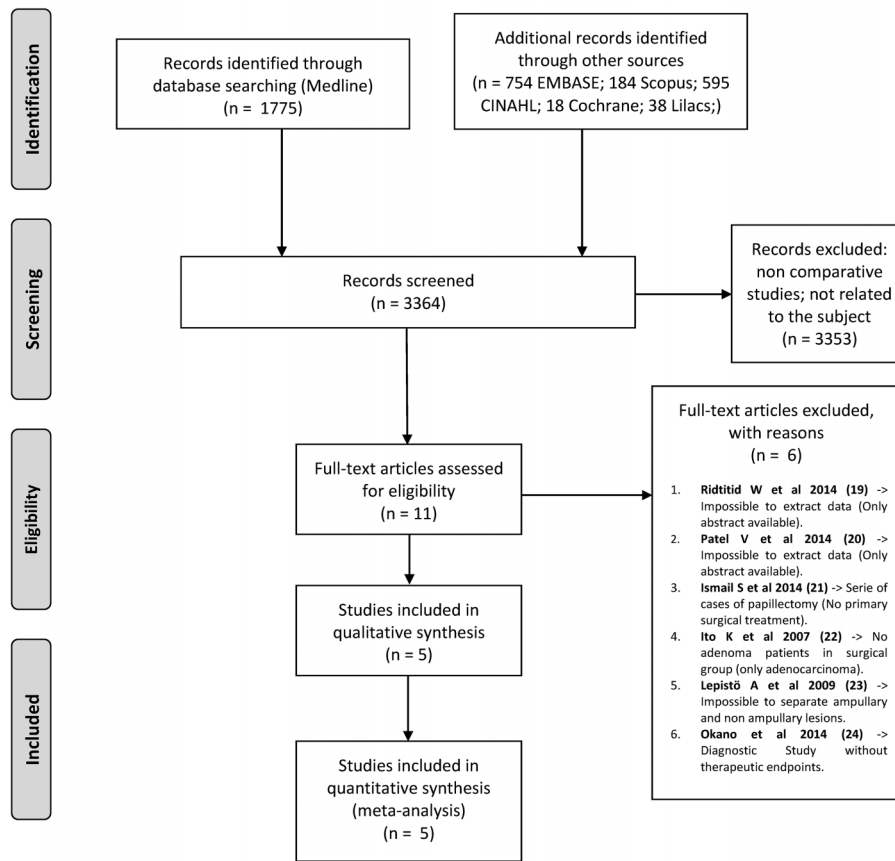 Identification
Records identified through
database searching (Medline)
(n = 1775)
Additional records identified
through other sources
(n = 754 EMBASE; 184 Scopus; 595
CINAHL; 18 Cochrane; 38 Lilacs;)
Screening
Records screened
(n = 3364)
Records excluded:
non comparative
studies; not related
to the subject
(n = 3353)
Eligibility
Full-text articles assessed
for eligibility
(n = 11)
Full-text articles excluded,
with reasons
(n = 6)
1. Ridtitid W et al 2014 (19) ->
Impossible to extract data (Only
abstract available).
2. Patel V et al 2014 (20) ->
Impossible to extract data (Only
abstract available).
3. Ismail S et al 2014 (21) -> Serie of
cases of papillectomy (No primary
surgical treatment).
4. Ito K et al 2007 (22) -> No
adenoma patients in surgical
group (only adenocarcinoma).
5. Lepistö A et al 2009 (23) ->
Impossible to separate ampullary
and non ampullary lesions.
6. Okano et al 2014 (24) ->
Diagnostic Study without
therapeutic endpoints.
Studies included in
qualitative synthesis
(n = 5)
Included
Studies included in
quantitative synthesis
(meta-analysis)
(n = 5)